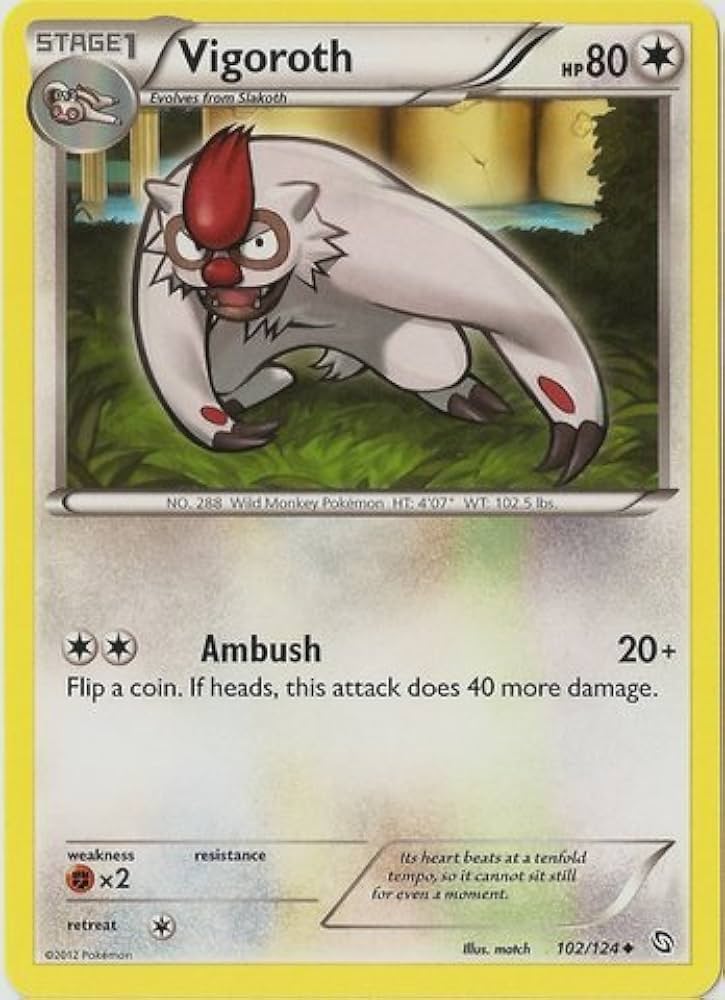 STAGE1
Vigoroth
HP80
Evolves from Slakoth
NO. 288 Wild Monkey Pokémon HT: 4'07" WT: 102.5 lbs.
Ambush 20+
Flip a coin. If heads, this attack does 40 more damage.
weakness resistance
×2
Its heart beats at a tenfold
tempo, so it cannot sit still
for even a moment.
retreat
©2012 Pokémon
Illus. match 102/124